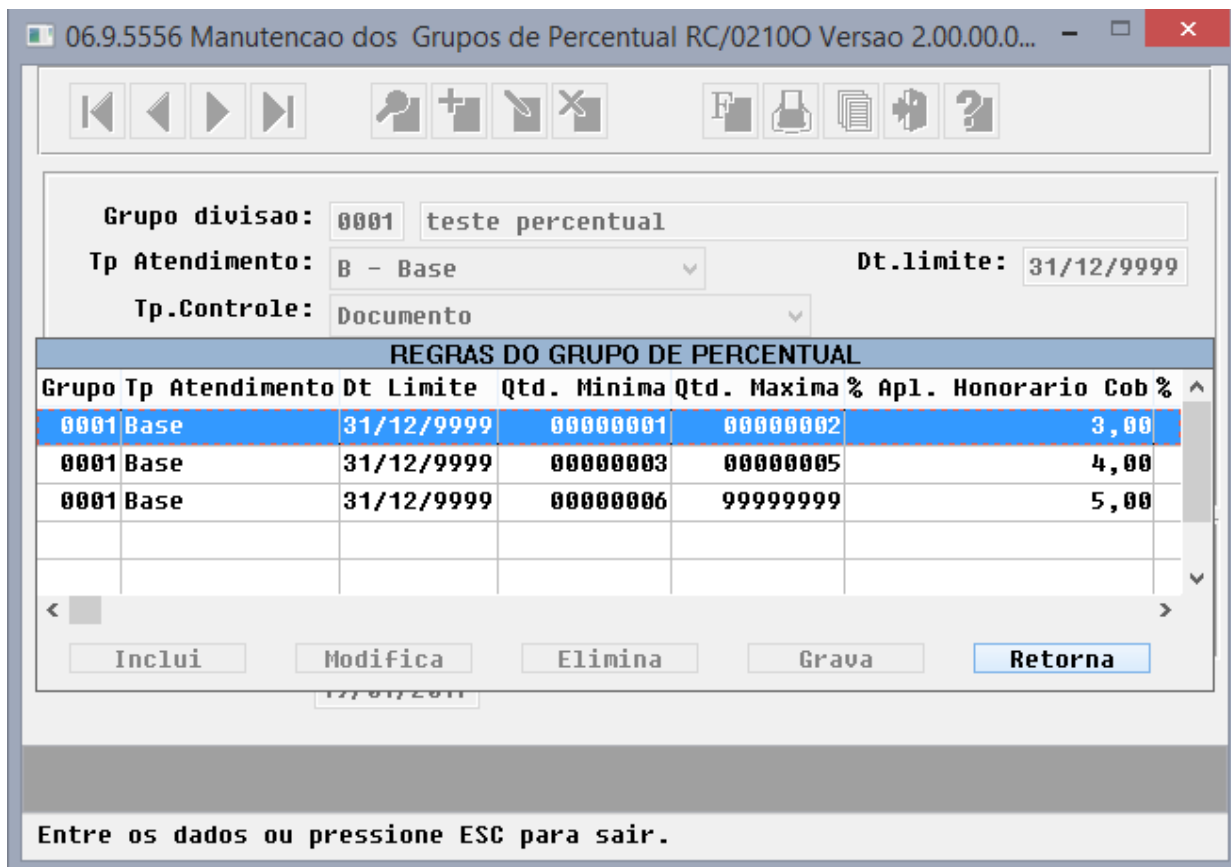 06.9.5556 Manutencao dos Grupos de Percentual RC/0210O Versao 2.00.00.0...
Grupo divisao: 0001 teste percentual
Tp Atendimento: B - Base Dt.limite: 31/12/9999
Tp.Controle: Documento
REGRAS DO GRUPO DE PERCENTUAL
Grupo Tp Atendimento Dt Limite Qtd. Minima Qtd. Maxima % Apl. Honorario Cob %
0001 Base 31/12/9999 00000001 00000002 3,00
0001 Base 31/12/9999 00000003 00000005 4,00
0001 Base 31/12/9999 00000006 99999999 5,00
Inclui Modifica Elimina Grava Retorna
Entre os dados ou pressione ESC para sair.